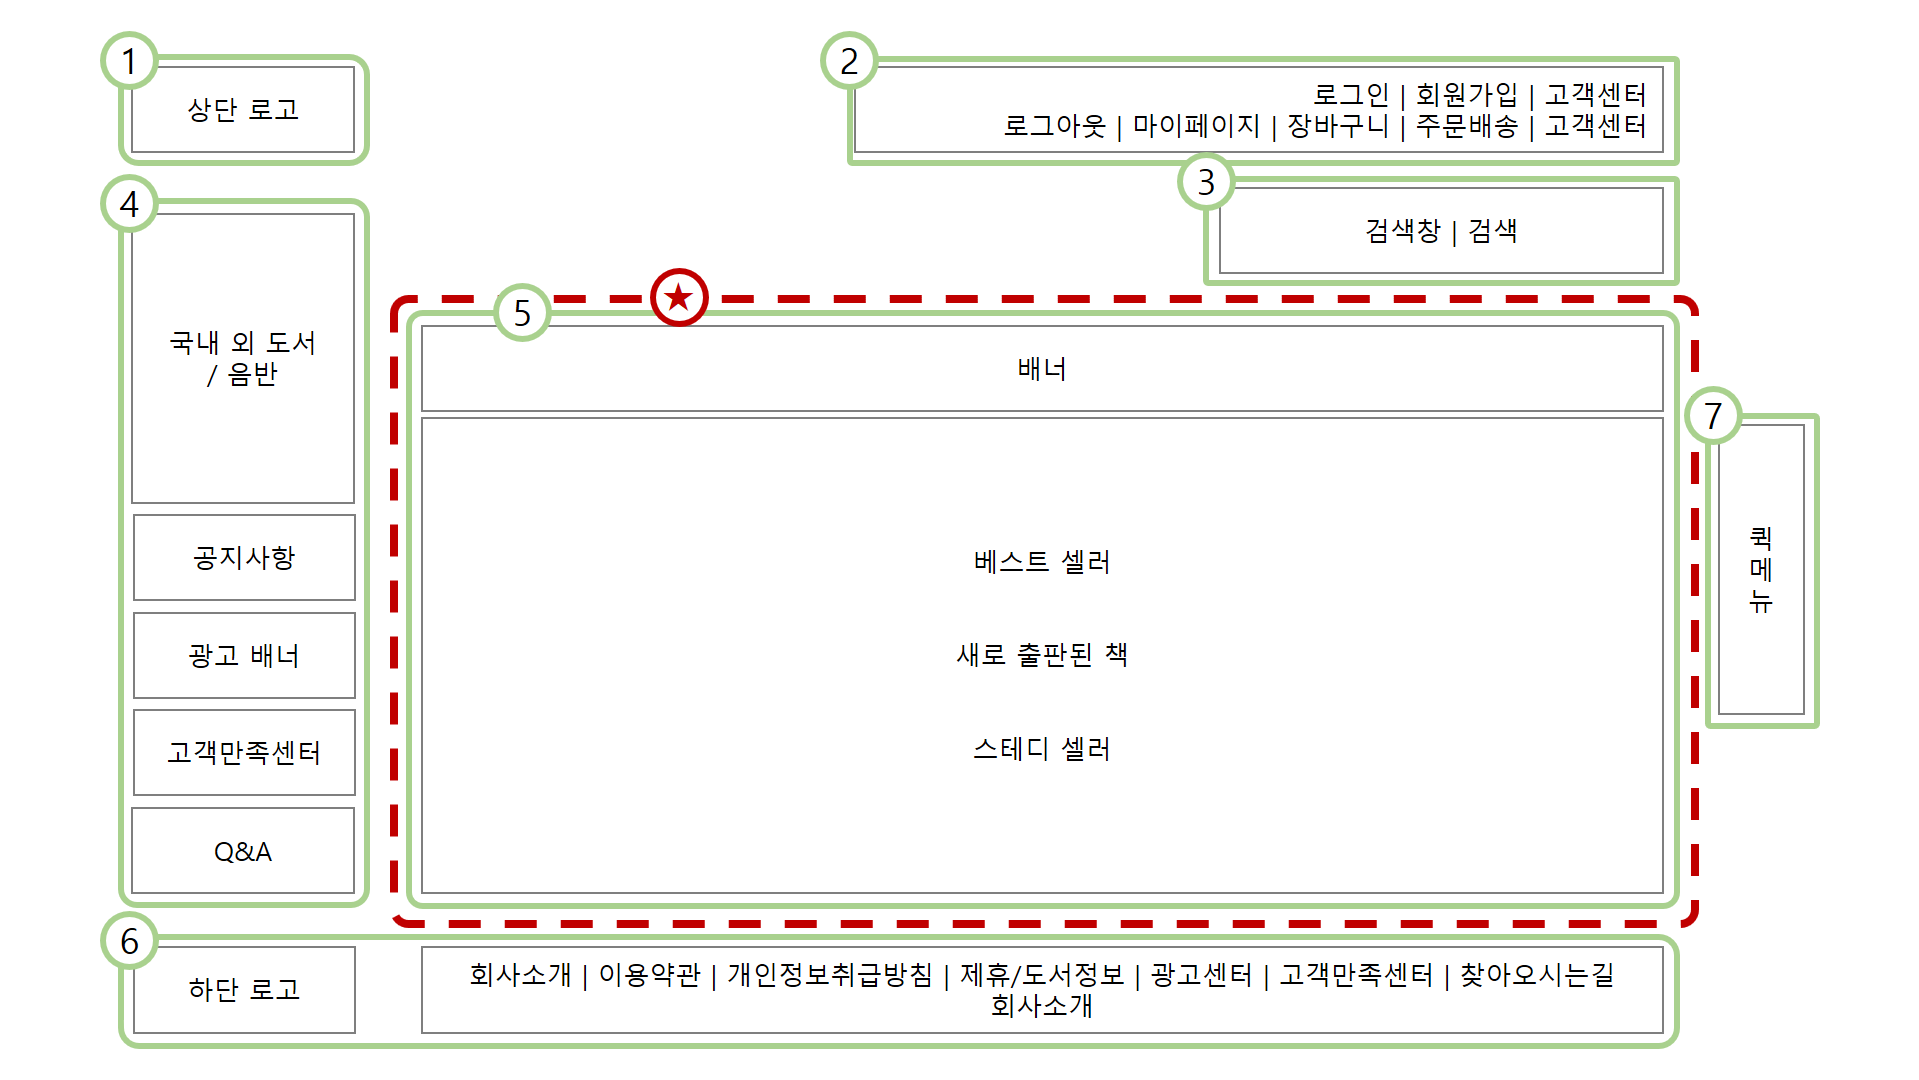 1
상단 로고
2
로그인 | 회원가입 | 고객센터
로그아웃 | 마이페이지 | 장바구니 | 주문배송 | 고객센터
3
검색창 | 검색
4
국내 외 도서
/ 음반
공지사항
광고 배너
고객만족센터
Q&A
5
★
배너
베스트 셀러
새로 출판된 책
스테디 셀러
7
퀵
메
뉴
6
하단 로고
회사소개 | 이용약관 | 개인정보취급방침 | 제휴/도서정보 | 광고센터 | 고객만족센터 | 찾아오시는길
회사소개